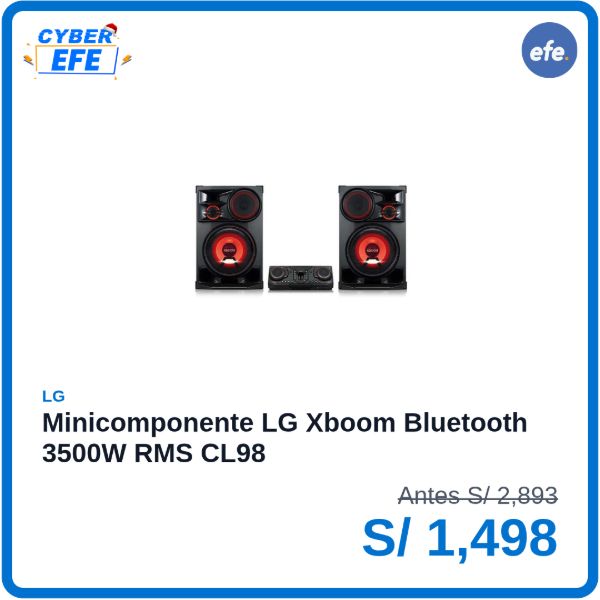 CYBER
EFE
efe.
LG
Minicomponente LG Xboom Bluetooth
3500W RMS CL98
Antes S/ 2,893
S/ 1,498